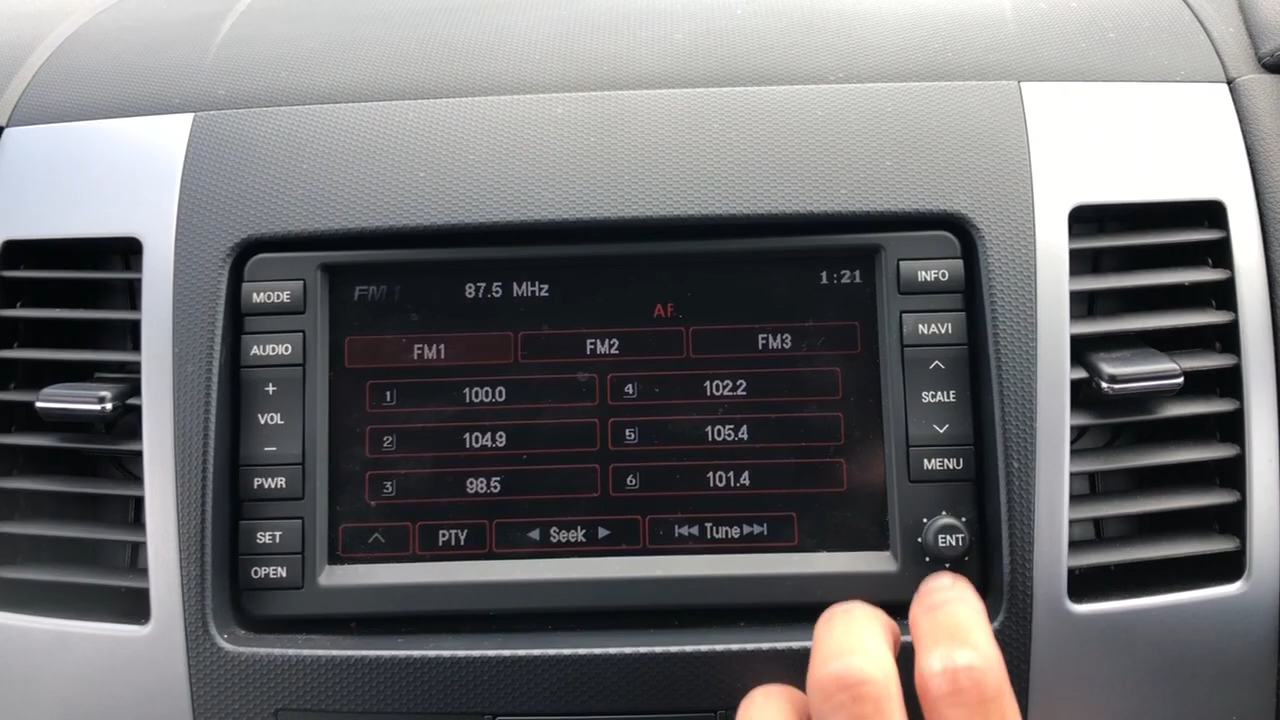 MODE
AUDIO
+
VOL
−
PWR
SET
OPEN
FM1 87.5 MHz 1:21
AF
FM1 FM2 FM3
1 100.0 4 102.2
2 104.9 5 105.4
3 98.5 6 101.4
PTY ◀ Seek ▶ ⏮ Tune ⏭
INFO
NAVI
SCALE
MENU
ENT